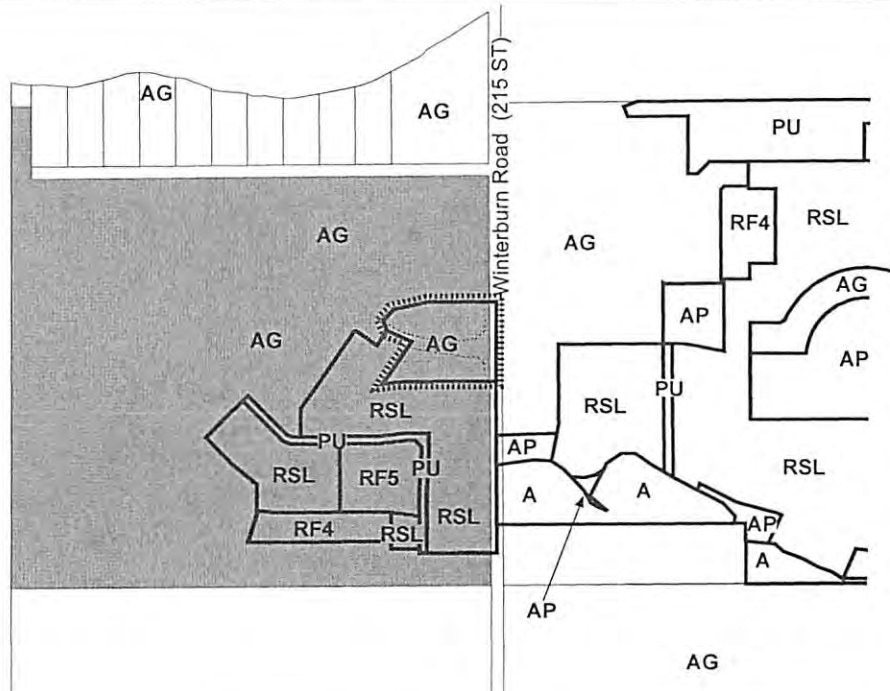 AG
AG
Winterburn Road (215 ST)
PU
AG
AG
RF4
RSL
AG
AP
AG
AG
AP
PU
RSL
RSL
AP
PU
PU
RSL
RF5
RSL
RSL
A
A
AP
RF4
RSL
A
AP
AG